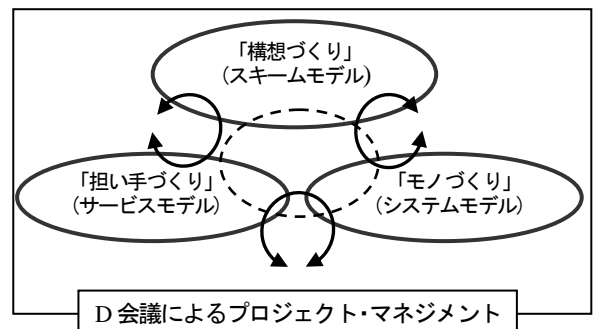 「構想づくり」
（スキームモデル)
「担い手づくり」
（サービスモデル）
「モノづくり」
（システムモデル）
D 会議によるプロジェクト・マネジメント